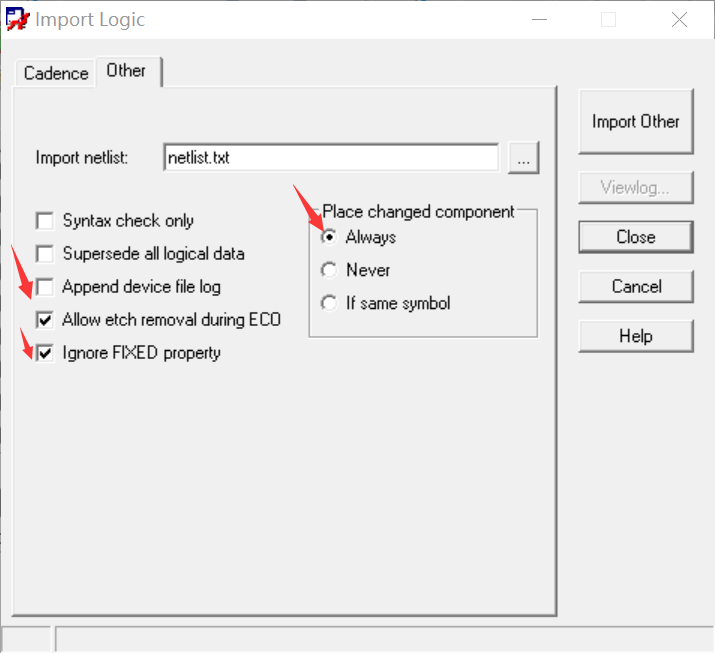 Import Logic
Cadence
Other
Import netlist:
netlist.txt
...
Syntax check only
Supersede all logical data
Append device file log
Allow etch removal during ECO
Ignore FIXED property
Place changed component
Always
Never
If same symbol
Import Other
Viewlog...
Close
Cancel
Help